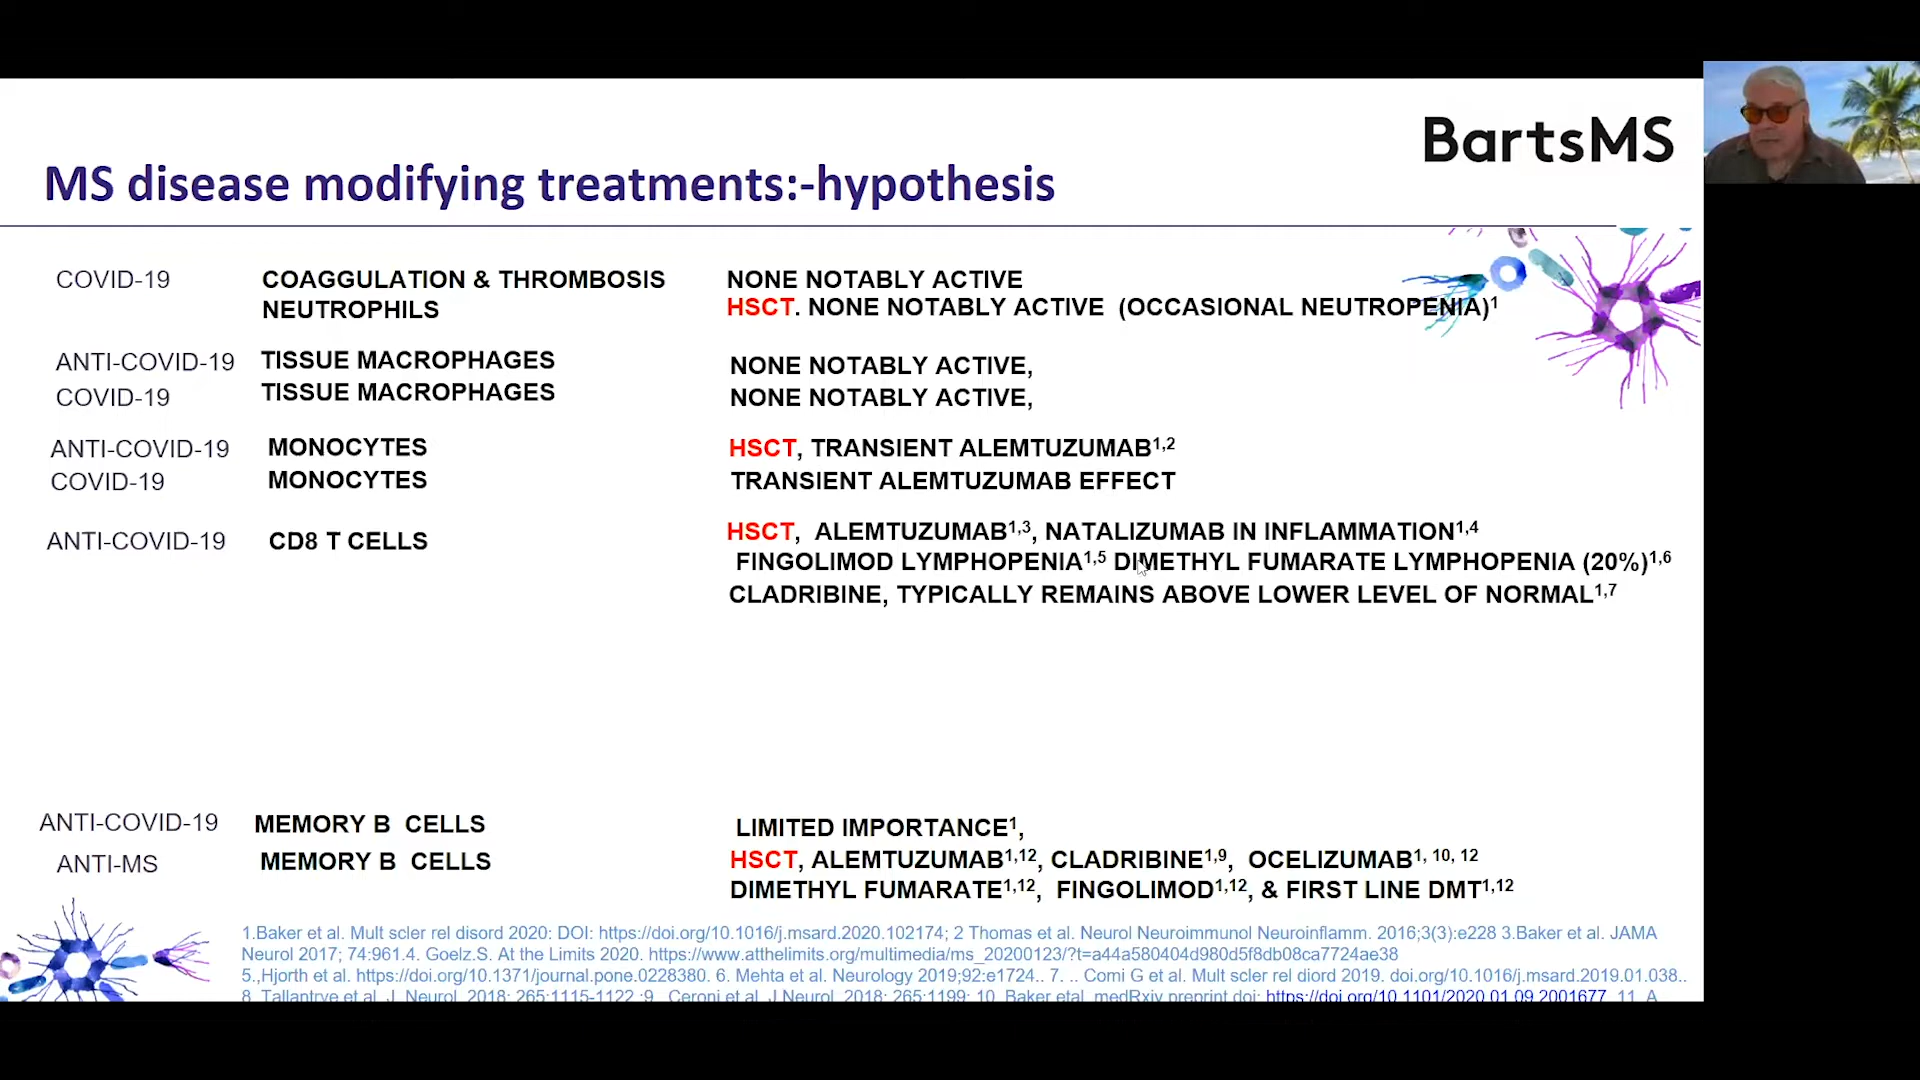 BartsMS
MS disease modifying treatments:-hypothesis
COVID-19 COAGGULATION & THROMBOSIS NONE NOTABLY ACTIVE
NEUTROPHILS HSCT. NONE NOTABLY ACTIVE (OCCASIONAL NEUTROPENIA)1
ANTI-COVID-19 TISSUE MACROPHAGES NONE NOTABLY ACTIVE,
COVID-19 TISSUE MACROPHAGES NONE NOTABLY ACTIVE,
ANTI-COVID-19 MONOCYTES HSCT, TRANSIENT ALEMTUZUMAB1,2
COVID-19 MONOCYTES TRANSIENT ALEMTUZUMAB EFFECT
ANTI-COVID-19 CD8 T CELLS HSCT, ALEMTUZUMAB1,3, NATALIZUMAB IN INFLAMMATION1,4
FINGOLIMOD LYMPHOPENIA1,5 DIMETHYL FUMARATE LYMPHOPENIA (20%)1,6
CLADRIBINE, TYPICALLY REMAINS ABOVE LOWER LEVEL OF NORMAL1,7
ANTI-COVID-19 MEMORY B CELLS LIMITED IMPORTANCE1,
ANTI-MS MEMORY B CELLS HSCT, ALEMTUZUMAB1,12, CLADRIBINE1,9, OCELIZUMAB1, 10, 12
DIMETHYL FUMARATE1,12, FINGOLIMOD1,12, & FIRST LINE DMT1,12
1.Baker et al. Mult scler rel disord 2020: DOI: https://doi.org/10.1016/j.msard.2020.102174; 2 Thomas et al. Neurol Neuroimmunol Neuroinflamm. 2016;3(3):e228 3.Baker et al. JAMA
Neurol 2017; 74:961.4. Goelz.S. At the Limits 2020. https://www.atthelimits.org/multimedia/ms_20200123/?t=a44a580404d980d5f8db08ca7724ae38
5.,Hjorth et al. https://doi.org/10.1371/journal.pone.0228380. 6. Mehta et al. Neurology 2019;92:e1724.. 7. .. Comi G et al. Mult scler rel diord 2019. doi.org/10.1016/j.msard.2019.01.038..
8. Tallantrye et al. J. Neurol. 2018; 265:1115-1122 ;9. Ceroni et al. J Neurol. 2018; 265:1199; 10. Baker etal. medRxiv preprint doi: https://doi.org/10.1101/2020.01.09.2001677. 11. A